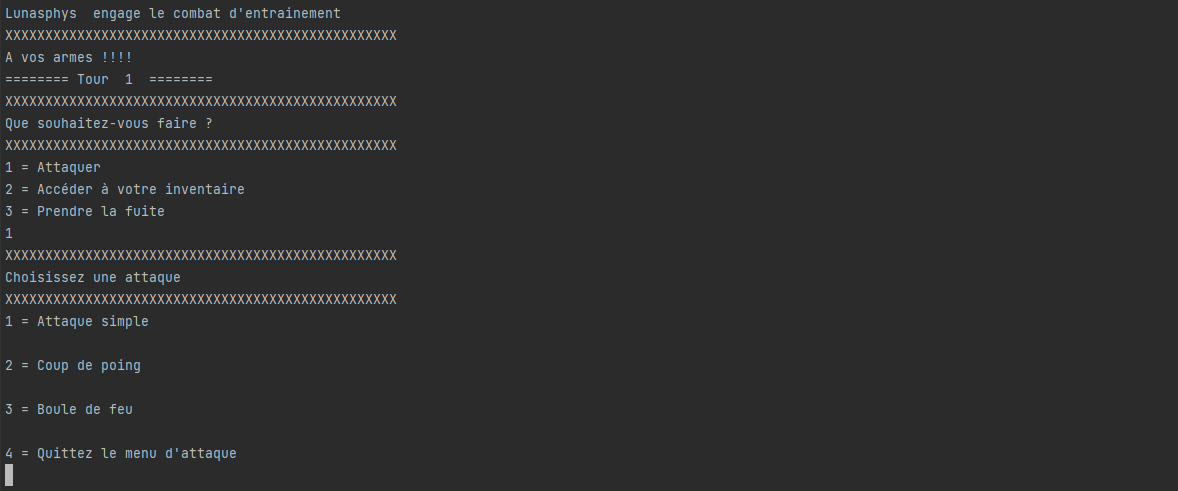 Lunasphys  engage le combat d'entrainement
XXXXXXXXXXXXXXXXXXXXXXXXXXXXXXXXXXXXXXXXXXXXXXXXX
A vos armes !!!!
======== Tour  1  ========
XXXXXXXXXXXXXXXXXXXXXXXXXXXXXXXXXXXXXXXXXXXXXXXXX
Que souhaitez-vous faire ?
XXXXXXXXXXXXXXXXXXXXXXXXXXXXXXXXXXXXXXXXXXXXXXXXX
1 = Attaquer
2 = Accéder à votre inventaire
3 = Prendre la fuite
1
XXXXXXXXXXXXXXXXXXXXXXXXXXXXXXXXXXXXXXXXXXXXXXXXX
Choisissez une attaque
XXXXXXXXXXXXXXXXXXXXXXXXXXXXXXXXXXXXXXXXXXXXXXXXX
1 = Attaque simple
2 = Coup de poing
3 = Boule de feu
4 = Quittez le menu d'attaque